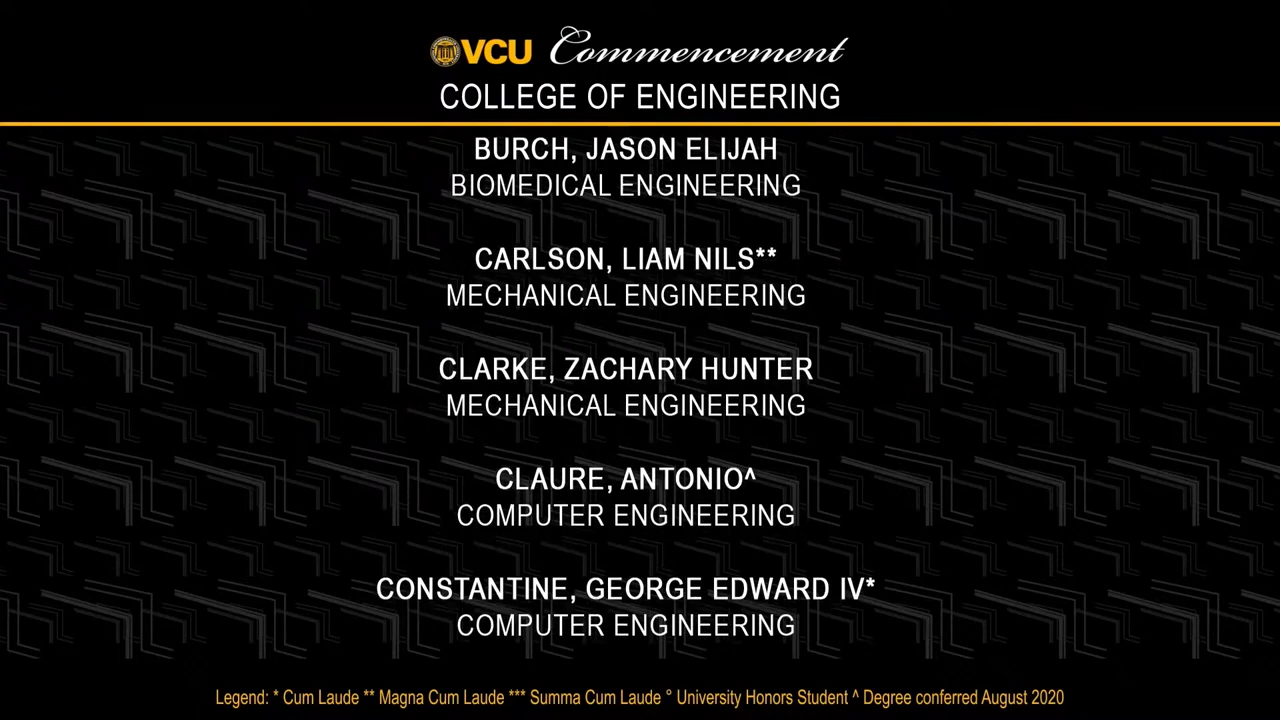 VCU Commencement
COLLEGE OF ENGINEERING
BURCH, JASON ELIJAH
BIOMEDICAL ENGINEERING
CARLSON, LIAM NILS**
MECHANICAL ENGINEERING
CLARKE, ZACHARY HUNTER
MECHANICAL ENGINEERING
CLAURE, ANTONIO^
COMPUTER ENGINEERING
CONSTANTINE, GEORGE EDWARD IV*
COMPUTER ENGINEERING
Legend: * Cum Laude ** Magna Cum Laude *** Summa Cum Laude ° University Honors Student ^ Degree conferred August 2020